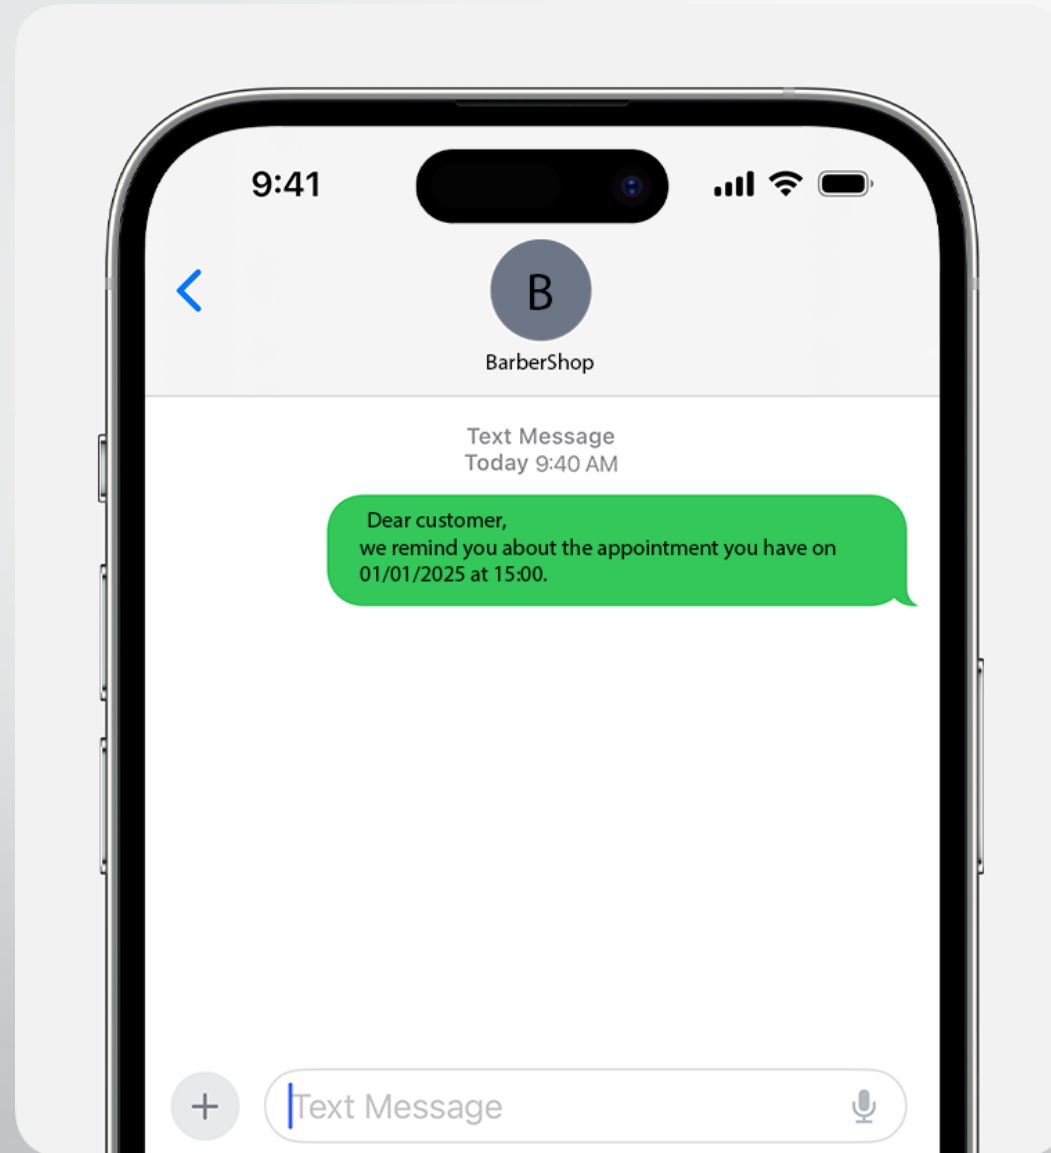 9:41
B
BarberShop
Text Message
Today 9:40 AM
Dear customer,
we remind you about the appointment you have on
01/01/2025 at 15:00.
Text Message